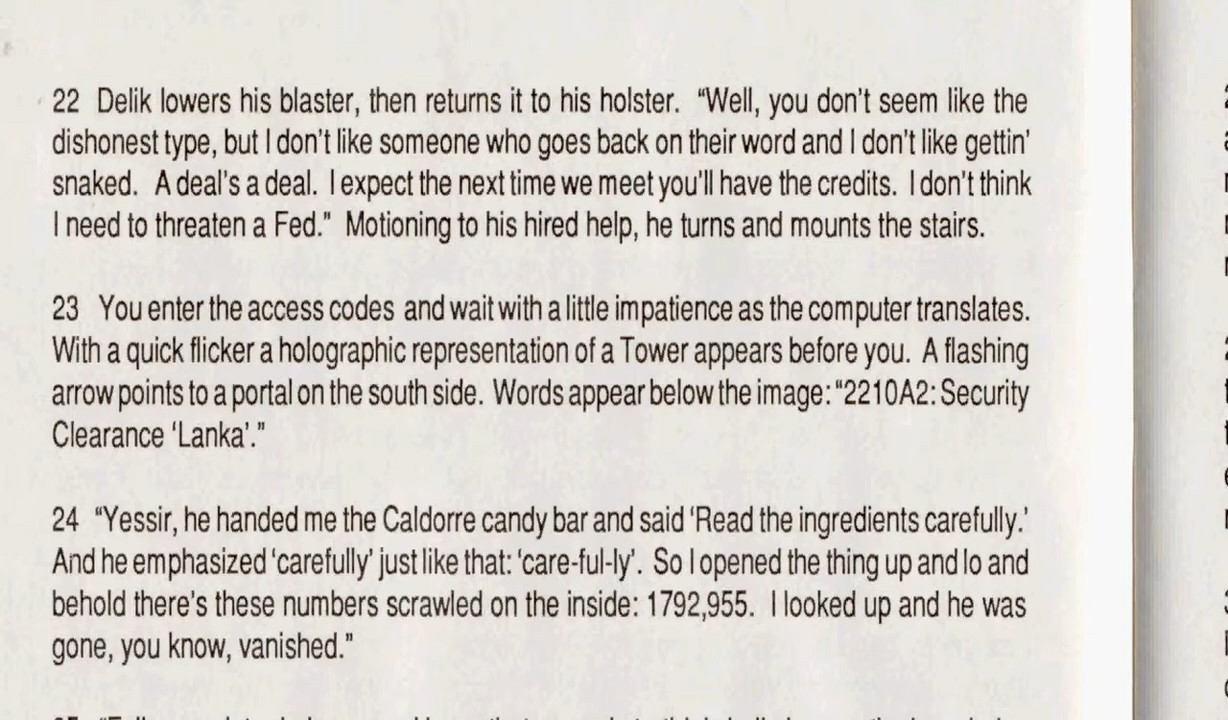 22 Delik lowers his blaster, then returns it to his holster. "Well, you don't seem like the
dishonest type, but I don't like someone who goes back on their word and I don't like gettin'
snaked. A deal's a deal. I expect the next time we meet you'll have the credits. I don't think
I need to threaten a Fed." Motioning to his hired help, he turns and mounts the stairs.
23 You enter the access codes and wait with a little impatience as the computer translates.
With a quick flicker a holographic representation of a Tower appears before you. A flashing
arrow points to a portal on the south side. Words appear below the image: "2210A2: Security
Clearance 'Lanka'."
24 "Yessir, he handed me the Caldorre candy bar and said 'Read the ingredients carefully.'
And he emphasized 'carefully' just like that: 'care-ful-ly'. So I opened the thing up and lo and
behold there's these numbers scrawled on the inside: 1792,955. I looked up and he was
gone, you know, vanished."